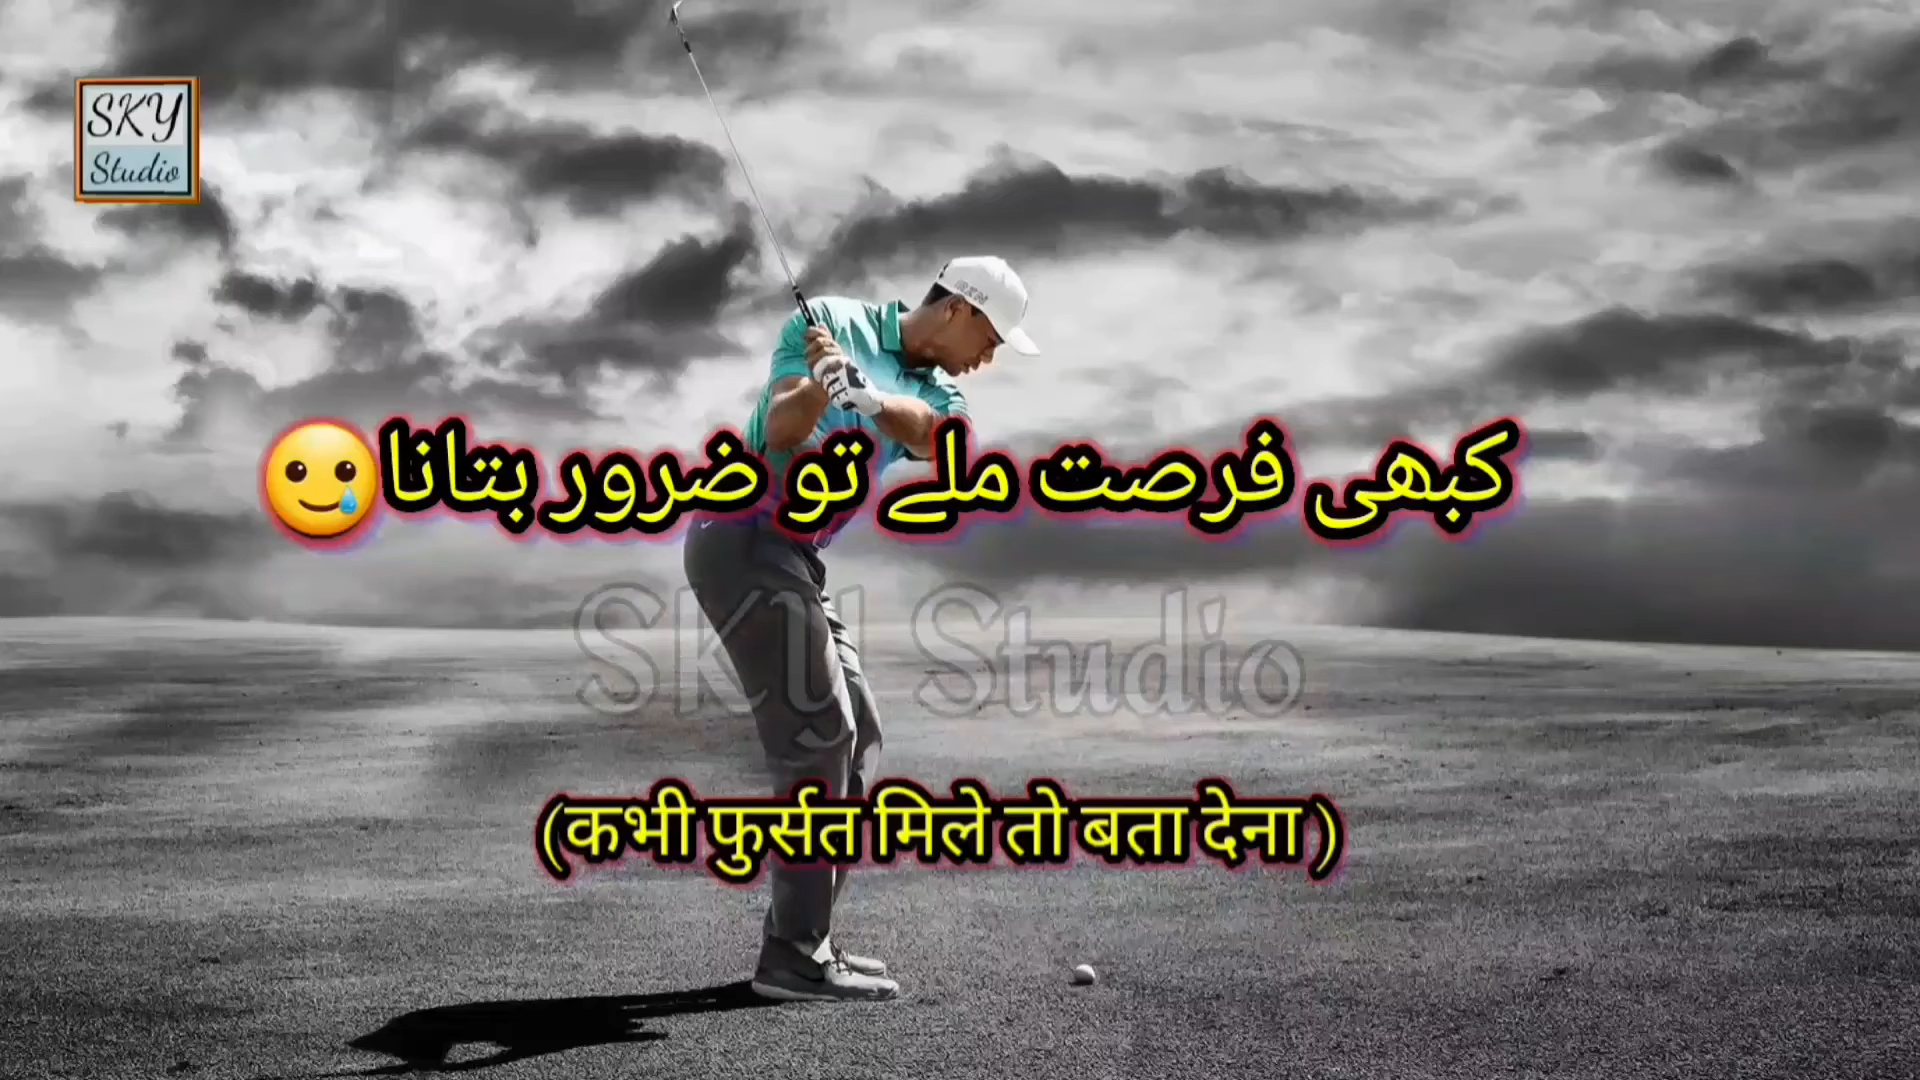 SKY
Studio
کبھی فرصت ملے تو ضرور بتانا🥲
SKY Studio
(कभी फुर्सत मिले तो बता देना )